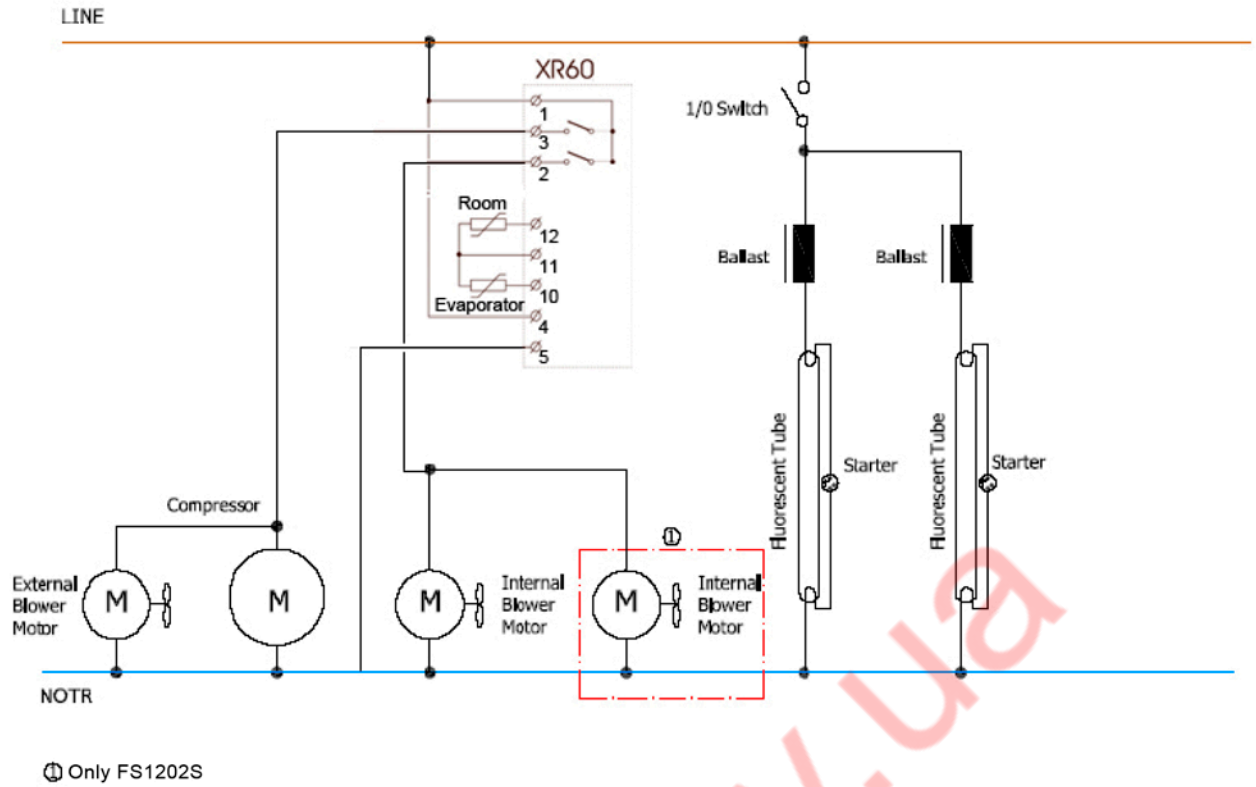 LINE
XR60
1
3
2
1/0 Switch
Room
12
11
10
Evaporator
4
5
Ballast
Ballast
Fluorescent Tube
Starter
Fluorescent Tube
Starter
Compressor
①
External
Blower
Motor
M
M
M
Internal
Blower
Motor
M
Internal
Blower
Motor
NOTR
① Only FS1202S
.ua